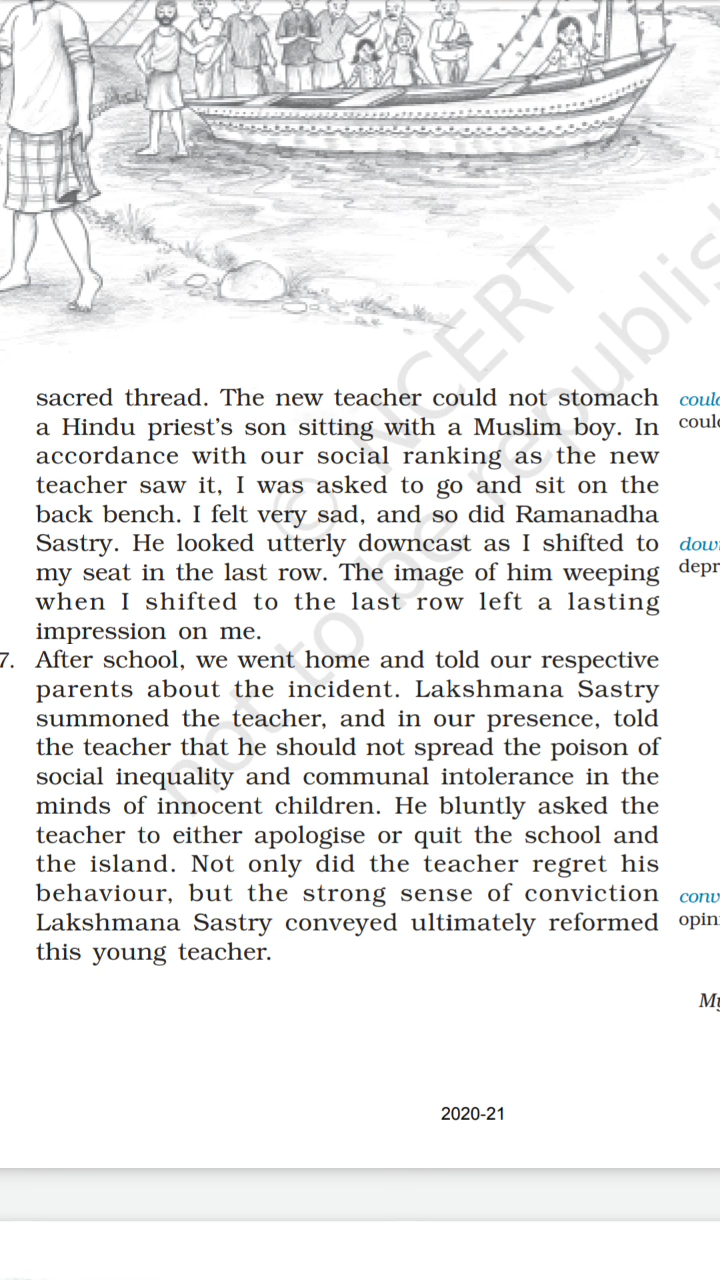 sacred thread. The new teacher could not stomach
a Hindu priest's son sitting with a Muslim boy. In
accordance with our social ranking as the new
teacher saw it, I was asked to go and sit on the
back bench. I felt very sad, and so did Ramanadha
Sastry. He looked utterly downcast as I shifted to
my seat in the last row. The image of him weeping
when I shifted to the last row left a lasting
impression on me.
7. After school, we went home and told our respective
parents about the incident. Lakshmana Sastry
summoned the teacher, and in our presence, told
the teacher that he should not spread the poison of
social inequality and communal intolerance in the
minds of innocent children. He bluntly asked the
teacher to either apologise or quit the school and
the island. Not only did the teacher regret his
behaviour, but the strong sense of conviction
Lakshmana Sastry conveyed ultimately reformed
this young teacher.
© NCERT
not to be republis
2020-21